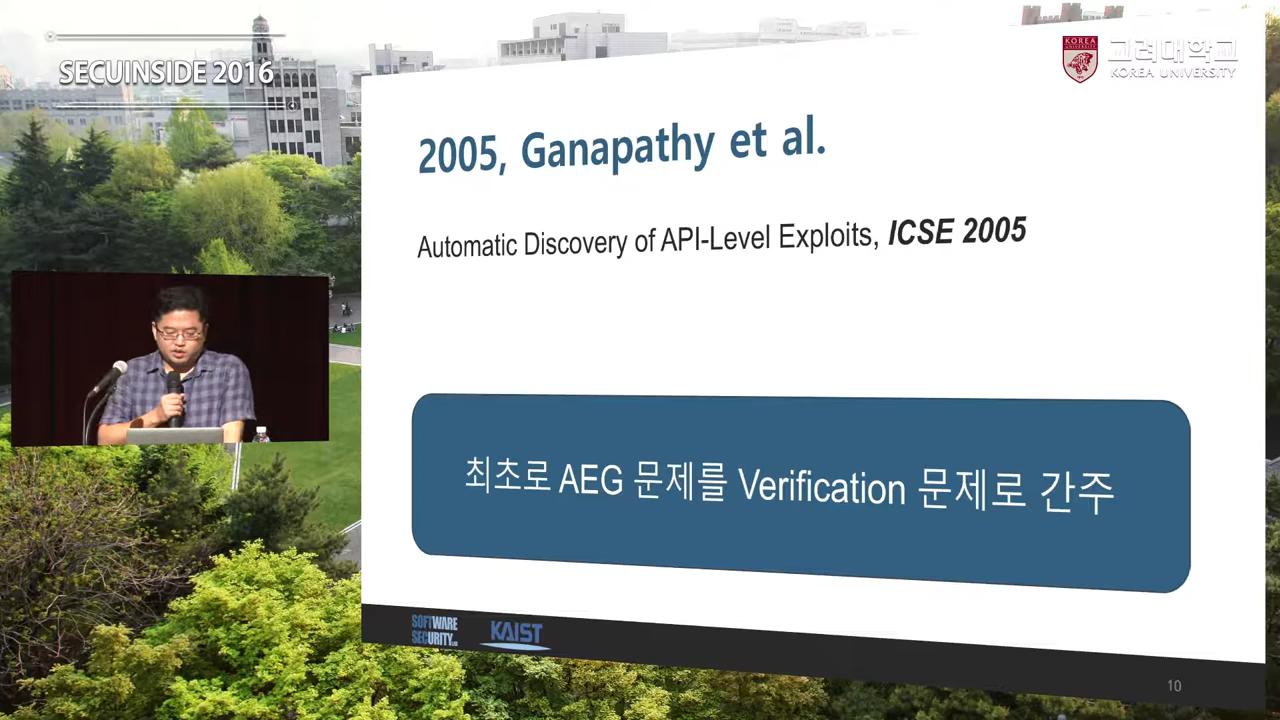 SECUINSIDE 2016
KOREA UNIVERSITY
고려대학교
KOREA UNIVERSITY
2005, Ganapathy et al.
Automatic Discovery of API-Level Exploits, ICSE 2005
최초로 AEG 문제를 Verification 문제로 간주
SOFTWARE
SECURITY
KAIST
10